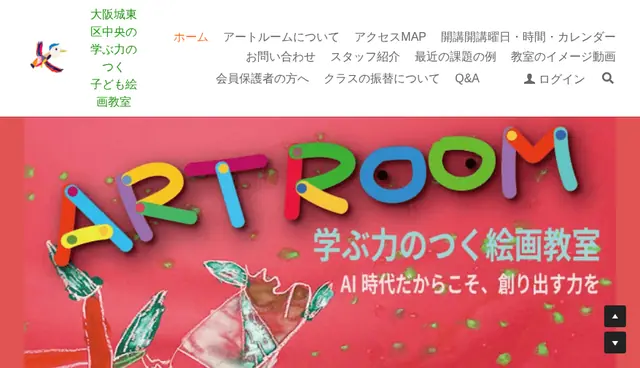 大阪城東
区中央の
学ぶ力の
つく
子ども絵
画教室
ホーム アートルームについて アクセスMAP 開講開講曜日・時間・カレンダー
お問い合わせ スタッフ紹介 最近の課題の例 教室のイメージ動画
会員保護者の方へ クラスの振替について Q&A ログイン
ARTROOM
学ぶ力のつく絵画教室
AI 時代だからこそ、創り出す力を